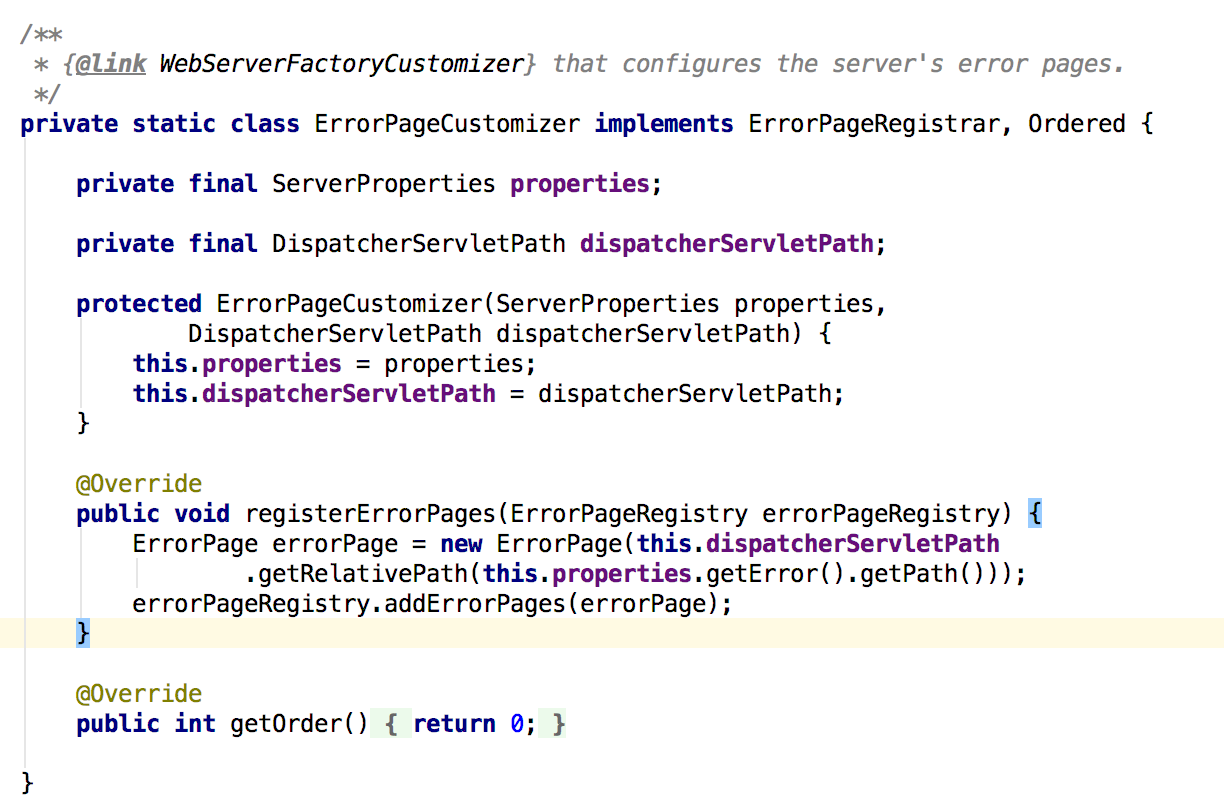 /**
 * {@link WebServerFactoryCustomizer} that configures the server's error pages.
 */
private static class ErrorPageCustomizer implements ErrorPageRegistrar, Ordered {
    private final ServerProperties properties;
    private final DispatcherServletPath dispatcherServletPath;
    protected ErrorPageCustomizer(ServerProperties properties,
            DispatcherServletPath dispatcherServletPath) {
        this.properties = properties;
        this.dispatcherServletPath = dispatcherServletPath;
    }
    @Override
    public void registerErrorPages(ErrorPageRegistry errorPageRegistry) {
        ErrorPage errorPage = new ErrorPage(this.dispatcherServletPath
                .getRelativePath(this.properties.getError().getPath()));
        errorPageRegistry.addErrorPages(errorPage);
    }
    @Override
    public int getOrder() { return 0; }
}